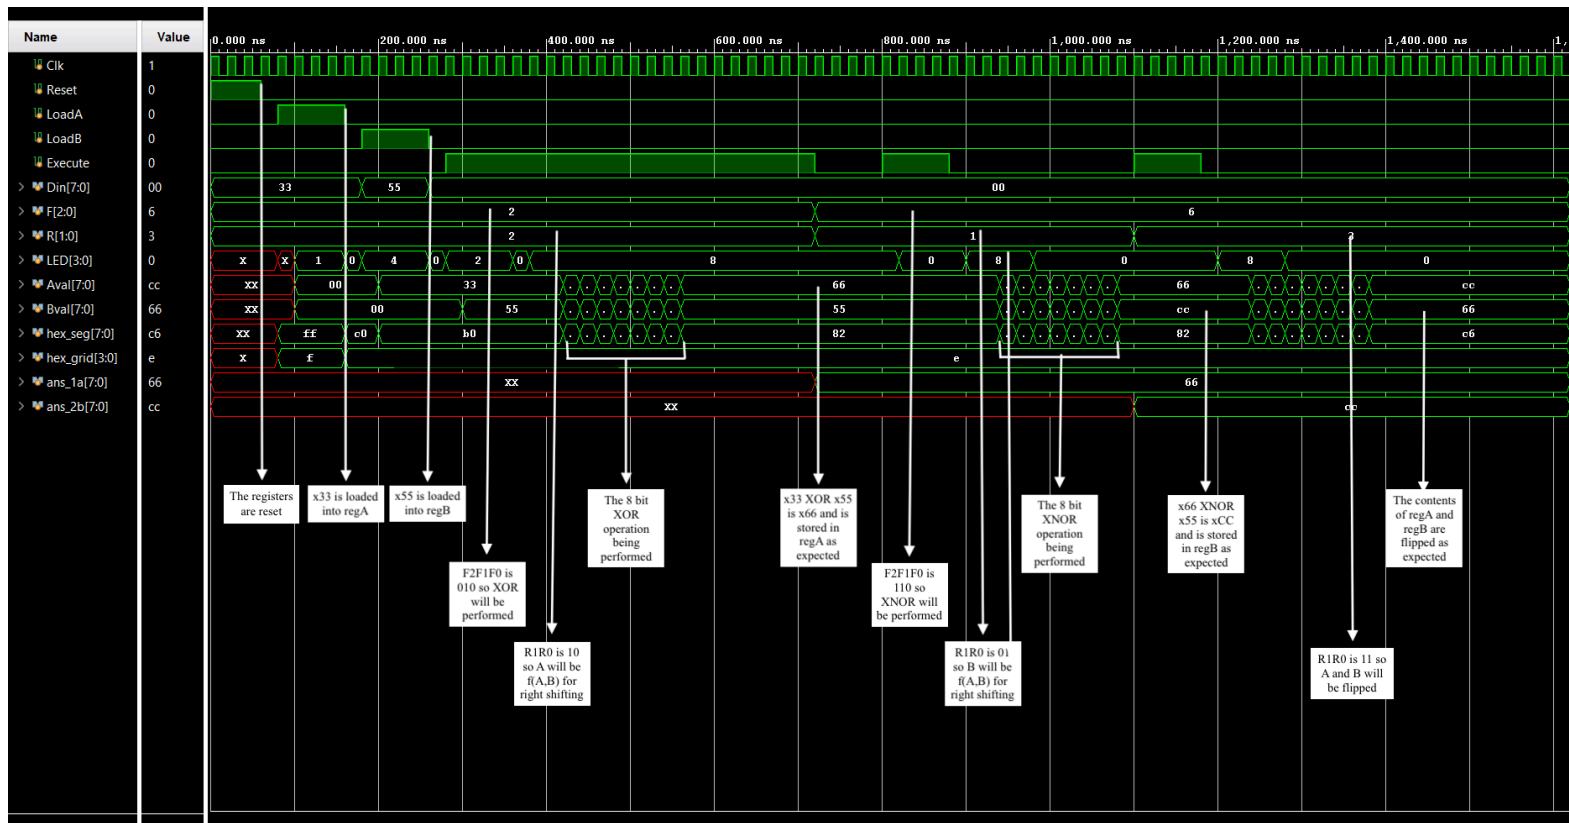 Name Value
0.000 ns 200.000 ns 400.000 ns 600.000 ns 800.000 ns 1,000.000 ns 1,200.000 ns 1,400.000 ns 1,
Clk 1
Reset 0
LoadA 0
LoadB 0
Execute 0
Din[7:0] 00 33 55 00
F[2:0] 6 2 6
R[1:0] 3 2 1 3
LED[3:0] 0 X X 1 0 4 0 2 0 8 0 8 0 8 0
Aval[7:0] cc XX 00 33 . . . . . . . 66 . . . . . . . 66 . . . . . . . cc
Bval[7:0] 66 XX 00 55 . . . . . . . 55 . . . . . . . cc . . . . . . . 66
hex_seg[7:0] c6 XX ff c0 b0 . . . . . . . 82 . . . . . . . 82 . . . . . . . c6
hex_grid[3:0] e X f e
ans_1a[7:0] 66 XX 66
ans_2b[7:0] cc XX cc
The registers
are reset
x33 is loaded
into regA
x55 is loaded
into regB
F2F1F0 is
010 so XOR
will be
performed
R1R0 is 10
so A will be
f(A,B) for
right shifting
The 8 bit
XOR
operation
being
performed
x33 XOR x55
is x66 and is
stored in
regA as
expected
F2F1F0 is
110 so
XNOR will
be performed
R1R0 is 01
so B will be
f(A,B) for
right shifting
The 8 bit
XNOR
operation
being
performed
x66 XNOR
x55 is xCC
and is stored
in regB as
expected
R1R0 is 11 so
A and B will
be flipped
The contents
of regA and
regB are
flipped as
expected